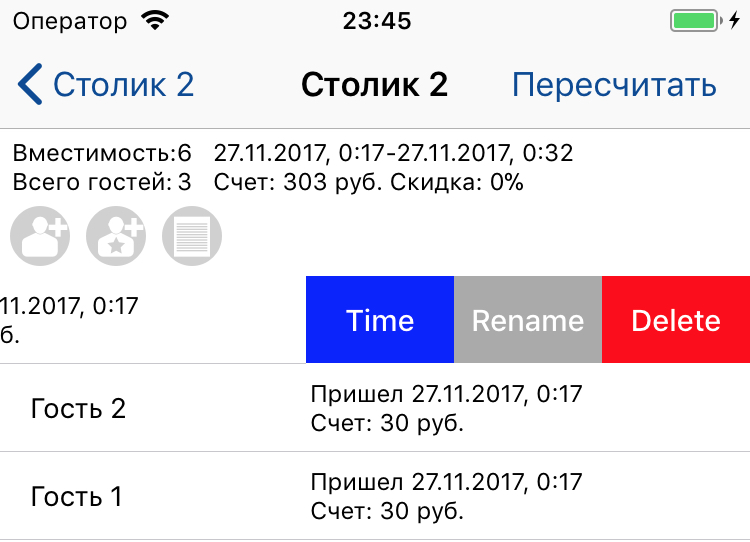 Оператор 23:45
Столик 2 Столик 2 Пересчитать
Вместимость:6 27.11.2017, 0:17-27.11.2017, 0:32
Всего гостей: 3 Счет: 303 руб. Скидка: 0%
11.2017, 0:17
б.
Time Rename Delete
Гость 2
Пришел 27.11.2017, 0:17
Счет: 30 руб.
Гость 1
Пришел 27.11.2017, 0:17
Счет: 30 руб.